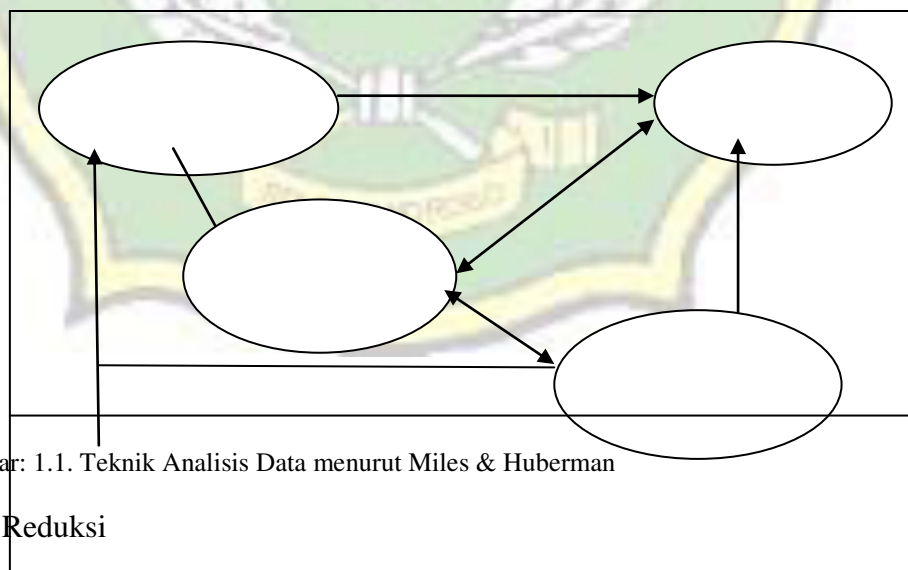 ar: 1.1. Teknik Analisis Data menurut Miles & Huberman
Reduksi